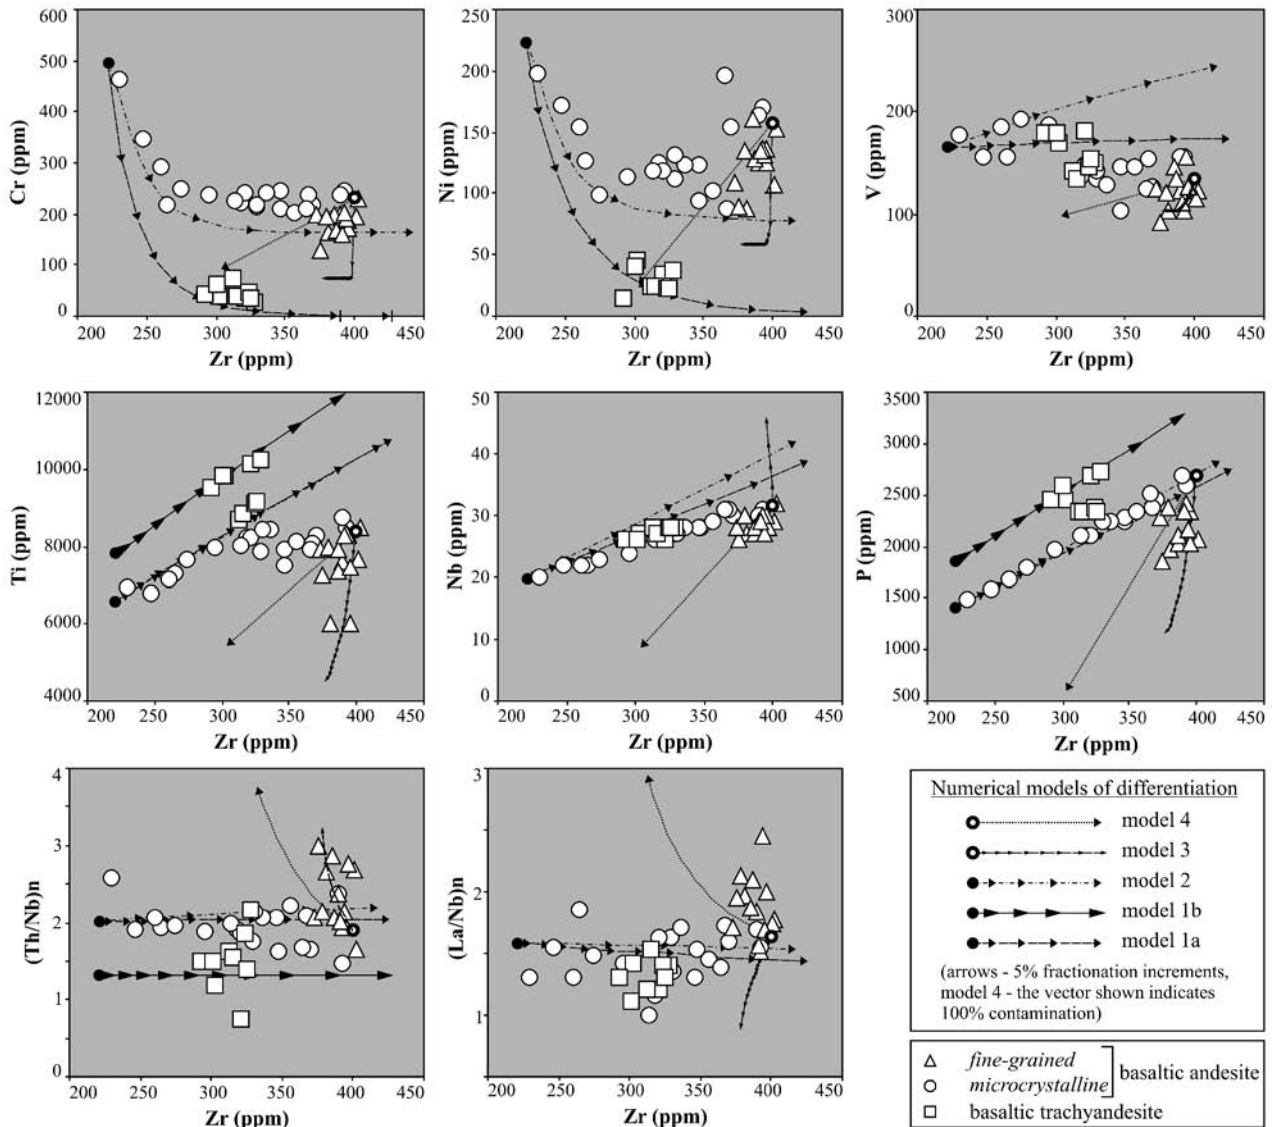 600
500
400
300
200
100
0
Cr (ppm)
200 250 300 350 400 450
Zr (ppm)
250
200
150
100
50
0
Ni (ppm)
200 250 300 350 400 450
Zr (ppm)
300
200
100
0
V (ppm)
200 250 300 350 400 450
Zr (ppm)
12000
10000
8000
6000
4000
Ti (ppm)
200 250 300 350 400 450
Zr (ppm)
50
40
30
20
10
0
Nb (ppm)
200 250 300 350 400 450
Zr (ppm)
3500
3000
2500
2000
1500
1000
500
P (ppm)
200 250 300 350 400 450
Zr (ppm)
4
3
2
1
0
(Th/Nb)n
200 250 300 350 400 450
Zr (ppm)
3
2
1
(La/Nb)n
200 250 300 350 400 450
Zr (ppm)
Numerical models of differentiation
model 4
model 3
model 2
model 1b
model 1a
(arrows - 5% fractionation increments,
model 4 - the vector shown indicates
100% contamination)
fine-grained
microcrystalline
basaltic andesite
basaltic trachyandesite